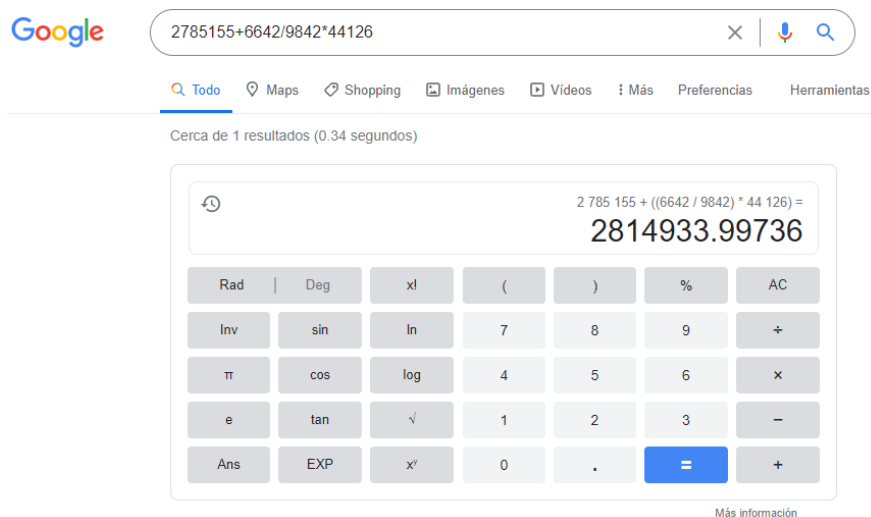 Google 2785155+6642/9842*44126
Todo Maps Shopping Imágenes Vídeos Más Preferencias Herramientas
Cerca de 1 resultados (0.34 segundos)
2 785 155 + ((6642 / 9842) * 44 126) =
2814933.99736
Rad | Deg x! ( ) % AC
Inv sin ln 7 8 9 ÷
π cos log 4 5 6 ×
e tan √ 1 2 3 −
Ans EXP xʸ 0 . = +
Más información